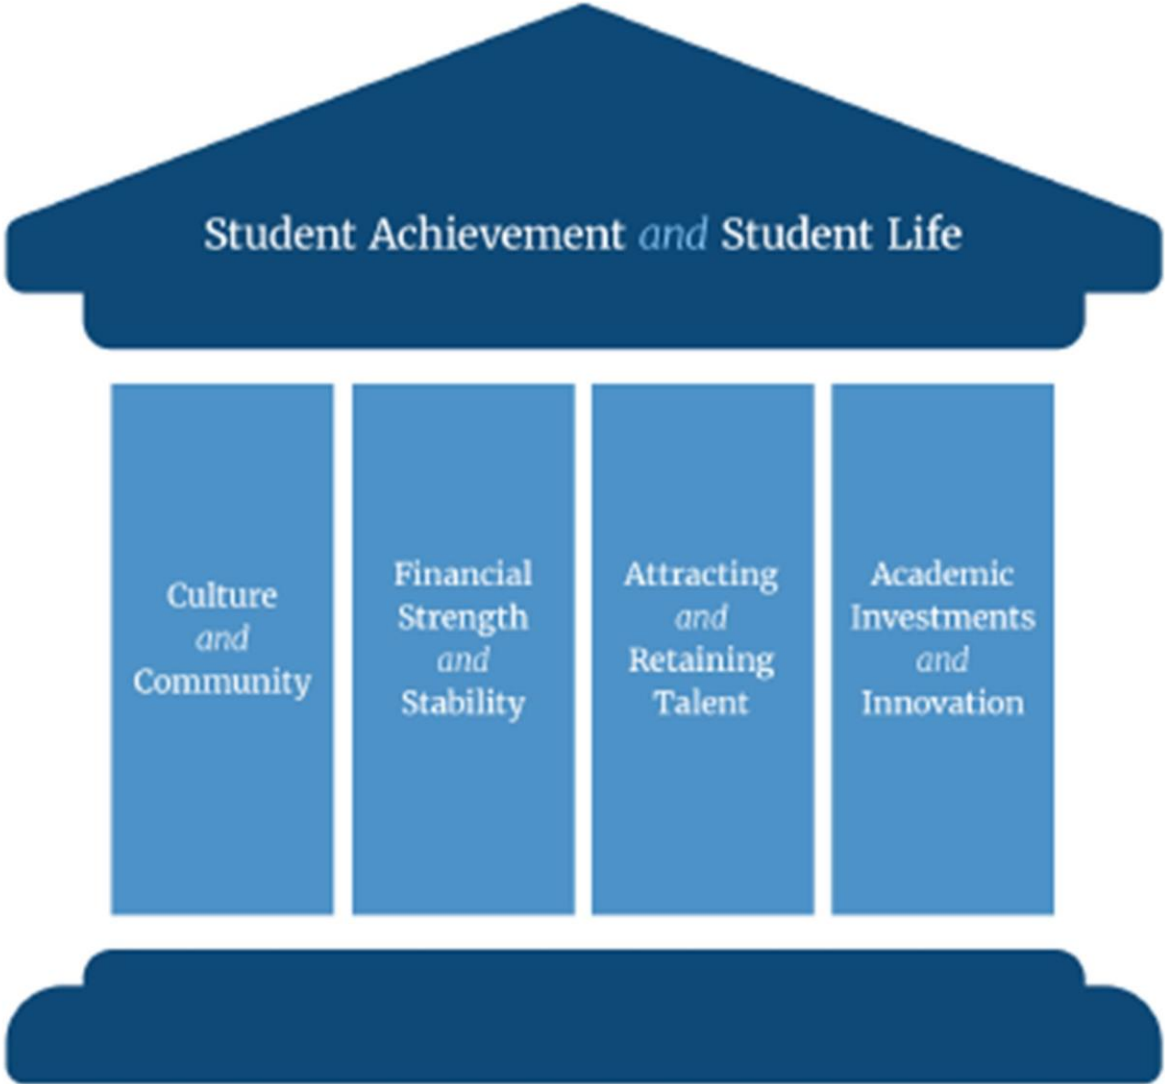 Student Achievement and Student Life
Culture
and
Community
Financial
Strength
and
Stability
Attracting
and
Retaining
Talent
Academic
Investments
and
Innovation